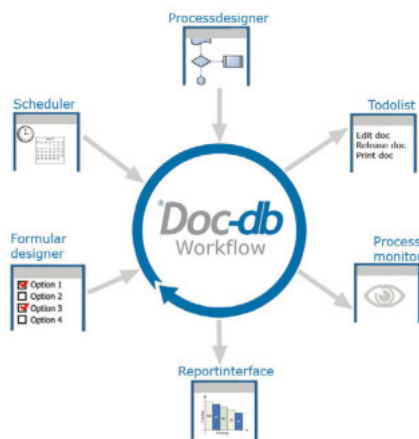 Processdesigner
Scheduler
Todolist
Edit doc
Release doc
Print doc
®Doc-db
Workflow
Formular
designer
Option 1
Option 2
Option 3
Option 4
Process
monitor
Reportinterface